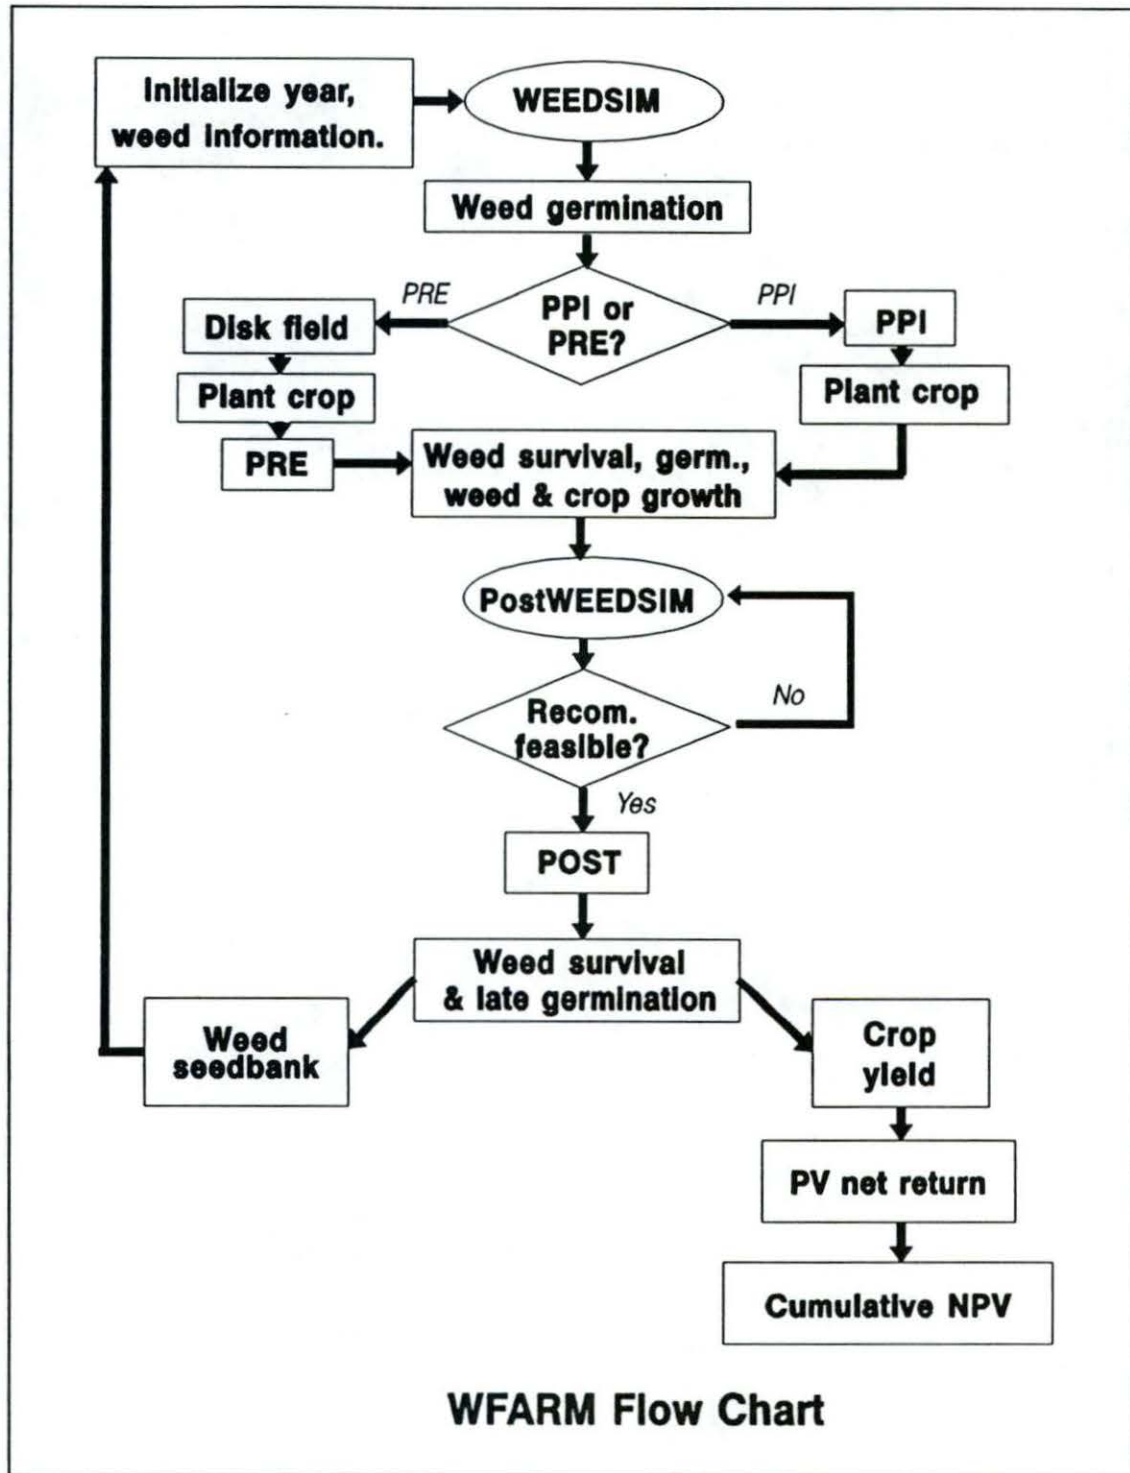 Initialize year,
weed information.
WEEDSIM
Weed germination
PRE
PPI or
PRE?
PPI
Disk field
PPI
Plant crop
Plant crop
PRE
Weed survival, germ.,
weed & crop growth
PostWEEDSIM
No
Recom.
feasible?
Yes
POST
Weed survival
& late germination
Weed
seedbank
Crop
yield
PV net return
Cumulative NPV
WFARM Flow Chart